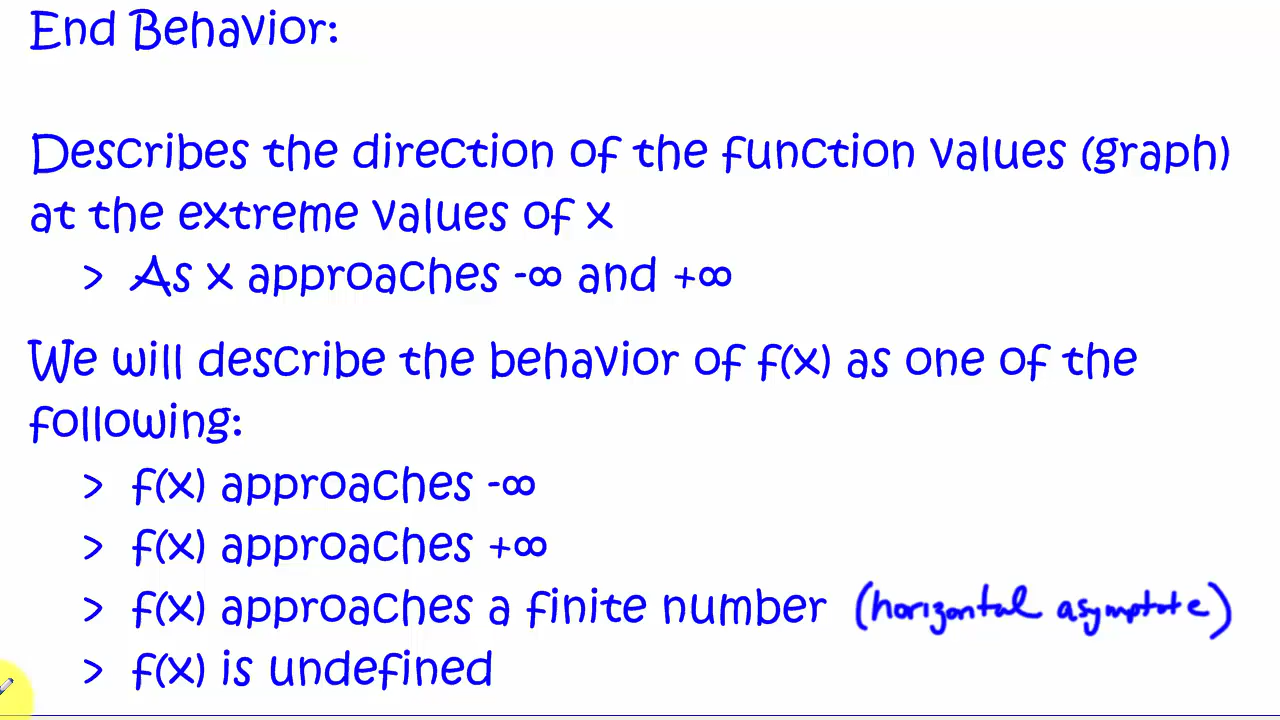 End Behavior:
Describes the direction of the function values (graph)
at the extreme values of x
> As x approaches -∞ and +∞
We will describe the behavior of f(x) as one of the
following:
> f(x) approaches -∞
> f(x) approaches +∞
> f(x) approaches a finite number (horizontal asymptote)
> f(x) is undefined